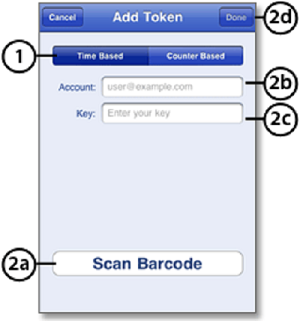 Cancel Add Token Done 2d
1 Time Based Counter Based
Account: user@example.com 2b
Key: Enter your key 2c
2a Scan Barcode